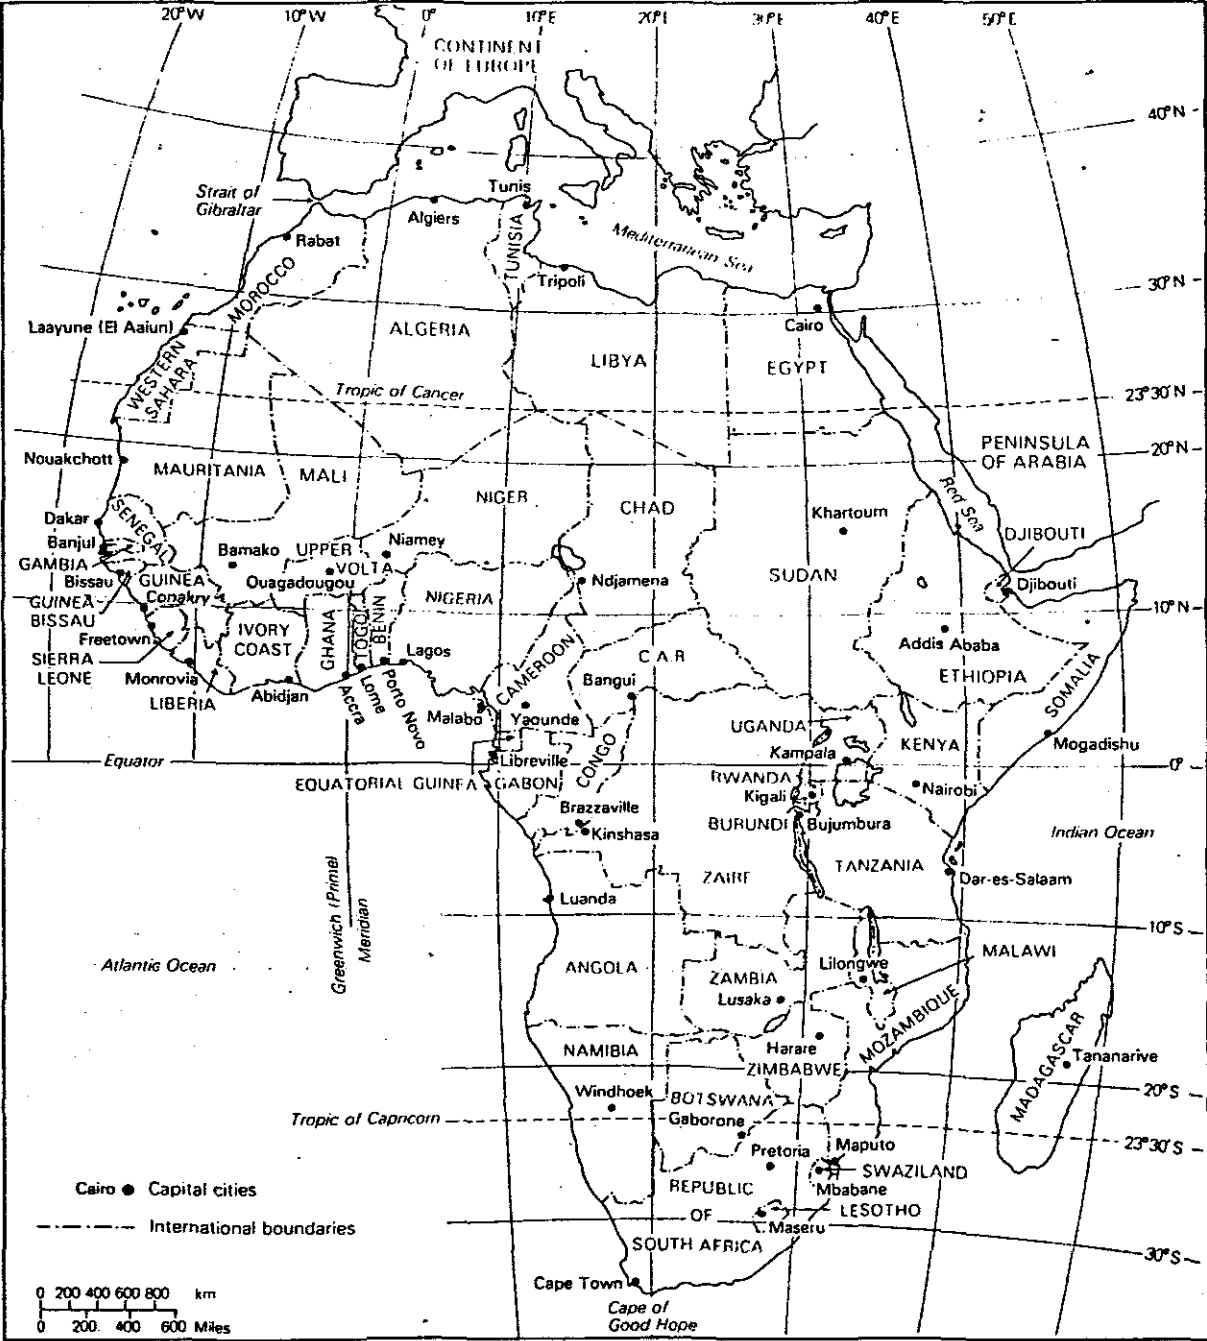 20°W 10°W 0° 10°E 20°E 30°E 40°E 50°E
CONTINENT
OF EUROPE
40°N
Strait of
Gibraltar
Tunis
Algiers
Rabat
TUNISIA
Mediterranean Sea
Tripoli
30°N
MOROCCO
Laayune (El Aaiun)
ALGERIA
Cairo
LIBYA
EGYPT
WESTERN
SAHARA
Tropic of Cancer
23°30'N
PENINSULA
OF ARABIA
20°N
Nouakchott
MAURITANIA
MALI
NIGER
CHAD
Red Sea
Khartoum
Dakar
SENEGAL
DJIBOUTI
Banjul
GAMBIA
Bamako
UPPER
VOLTA
Niamey
Bissau
GUINEA
Ouagadougou
Ndjamena
SUDAN
Djibouti
GUINEA-
BISSAU
Conakry
NIGERIA
10°N
Freetown
IVORY
COAST
GHANA
TOGO
BENIN
Addis Ababa
SIERRA
LEONE
Lagos
CAMEROON
C.A.R
Bangui
ETHIOPIA
SOMALIA
Monrovia
LIBERIA
Abidjan
Accra
Lome
Porto Novo
Malabo
Yaounde
UGANDA
KENYA
Mogadishu
Kampala
Equator
Libreville
CONGO
0°
EQUATORIAL GUINEA
GABON
RWANDA
Kigali
Nairobi
Brazzaville
Kinshasa
BURUNDI
Bujumbura
Indian Ocean
ZAIRE
TANZANIA
Dar-es-Salaam
Luanda
Greenwich (Prime)
Meridian
10°S
Atlantic Ocean
ANGOLA
ZAMBIA
Lilongwe
MALAWI
Lusaka
MOZAMBIQUE
NAMIBIA
Harare
ZIMBABWE
MADAGASCAR
Tananarive
20°S
Windhoek
BOTSWANA
Tropic of Capricorn
Gaborone
23°30'S
Pretoria
Maputo
SWAZILAND
Mbabane
REPUBLIC
OF
SOUTH AFRICA
LESOTHO
Maseru
30°S
Cairo Capital cities
International boundaries
Cape Town
Cape of
Good Hope
0 200 400 600 800 km
0 200 400 600 Miles